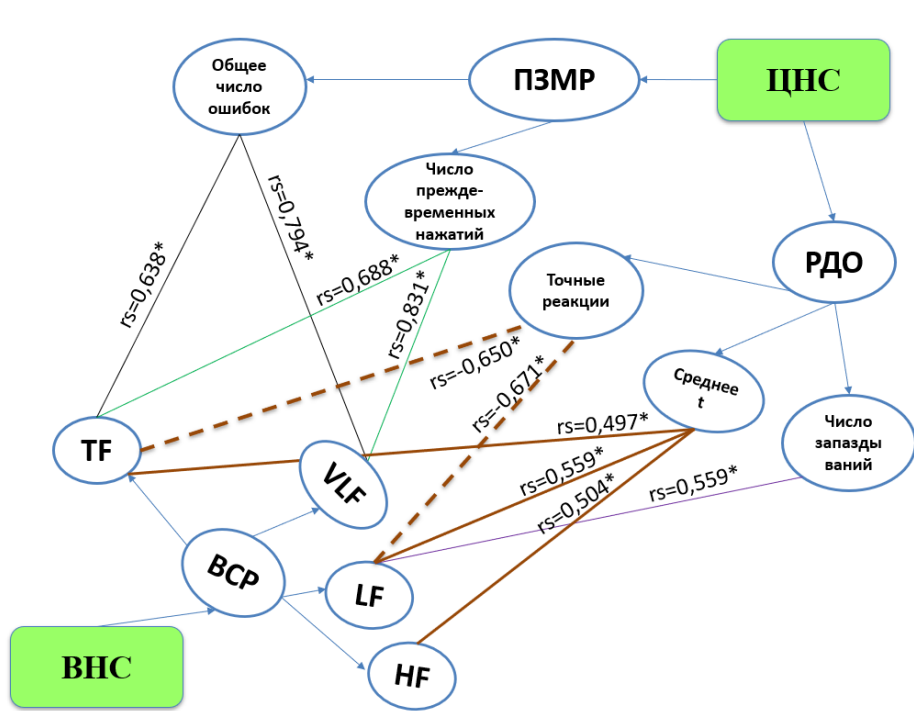 Общее
число
ошибок
ПЗМР
ЦНС
Число
прежде-
временных
нажатий
РДО
Точные
реакции
rs=0,638*
rs=0,794*
rs=0,688*
rs=0,831*
rs=-0,650*
rs=-0,671*
Среднее
t
rs=0,497*
Число
запазды
ваний
TF
VLF
rs=0,559*
rs=0,504*
rs=0,559*
ВСР
LF
ВНС
HF